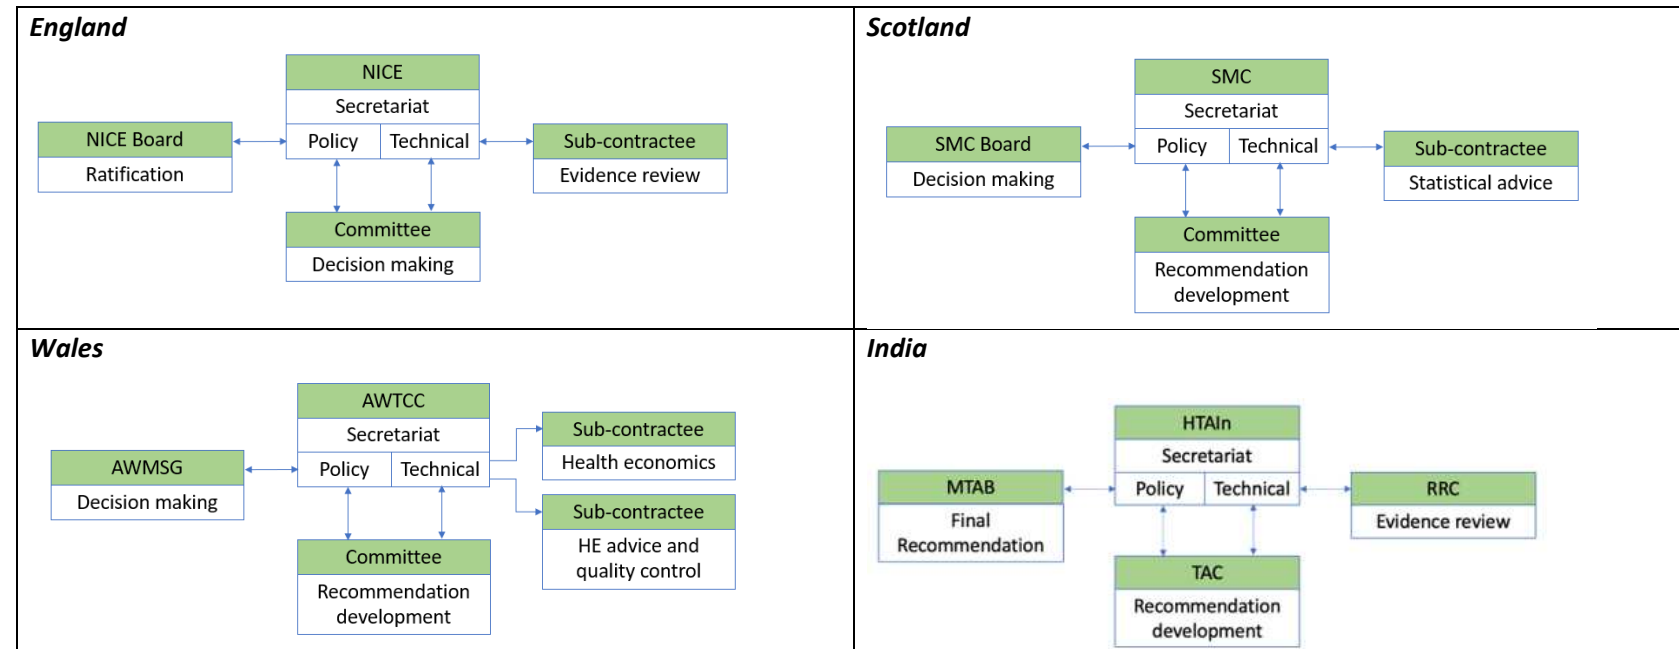 England
NICE
Secretariat
Policy
Technical
NICE Board
Ratification
Sub-contractee
Evidence review
Committee
Decision making
Scotland
SMC
Secretariat
Policy
Technical
SMC Board
Decision making
Sub-contractee
Statistical advice
Committee
Recommendation
development
Wales
AWTCC
Secretariat
Policy
Technical
AWMSG
Decision making
Sub-contractee
Health economics
Sub-contractee
HE advice and
quality control
Committee
Recommendation
development
India
HTAIn
Secretariat
Policy
Technical
MTAB
Final
Recommendation
RRC
Evidence review
TAC
Recommendation
development